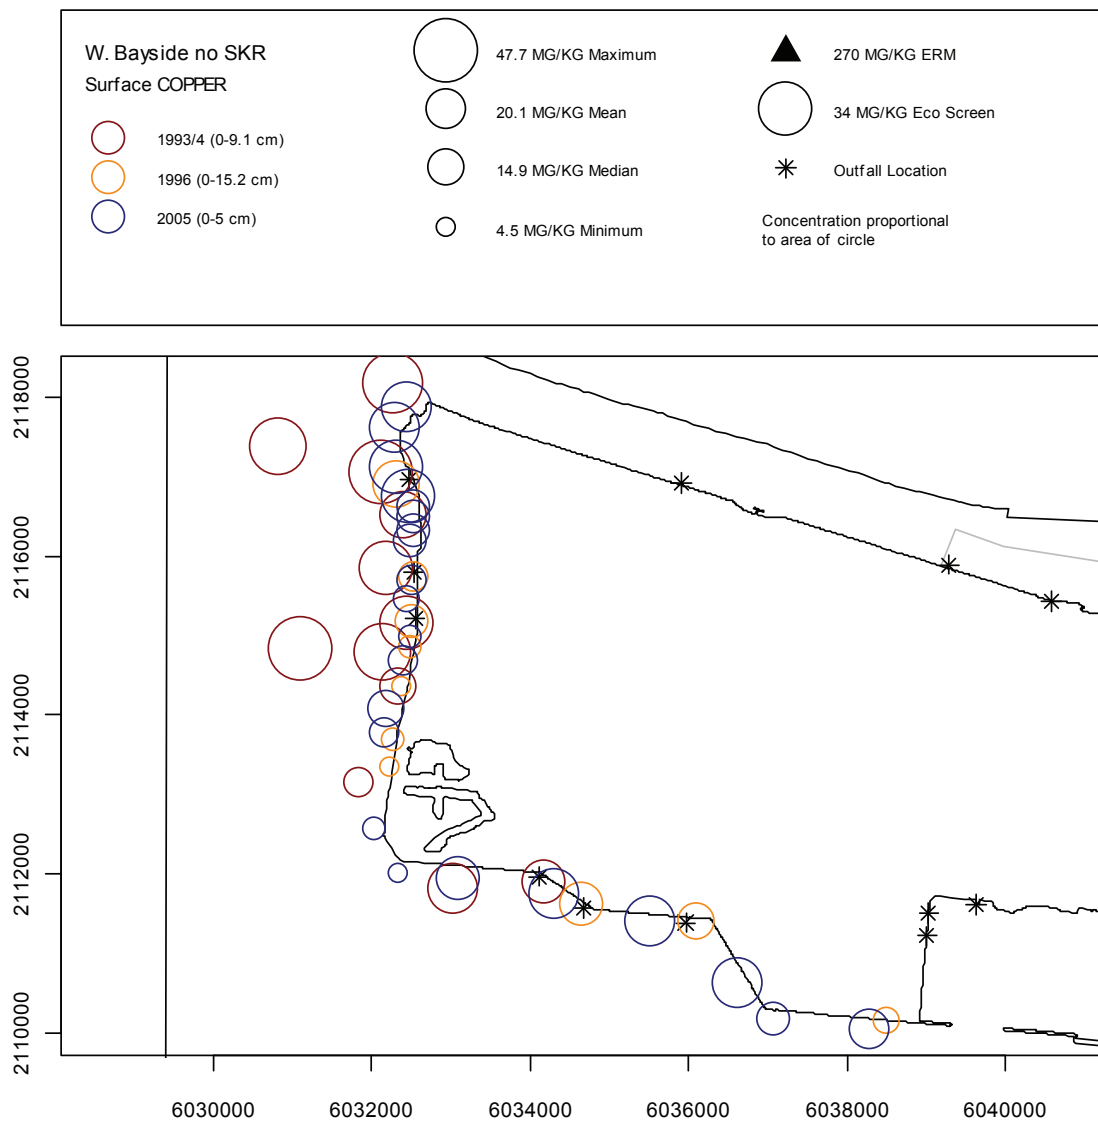 W. Bayside no SKR
Surface COPPER
1993/4 (0-9.1 cm)
1996 (0-15.2 cm)
2005 (0-5 cm)
47.7 MG/KG Maximum
20.1 MG/KG Mean
14.9 MG/KG Median
4.5 MG/KG Minimum
270 MG/KG ERM
34 MG/KG Eco Screen
Outfall Location
Concentration proportional
to area of circle
2118000
2116000
2114000
2112000
2110000
6030000
6032000
6034000
6036000
6038000
6040000